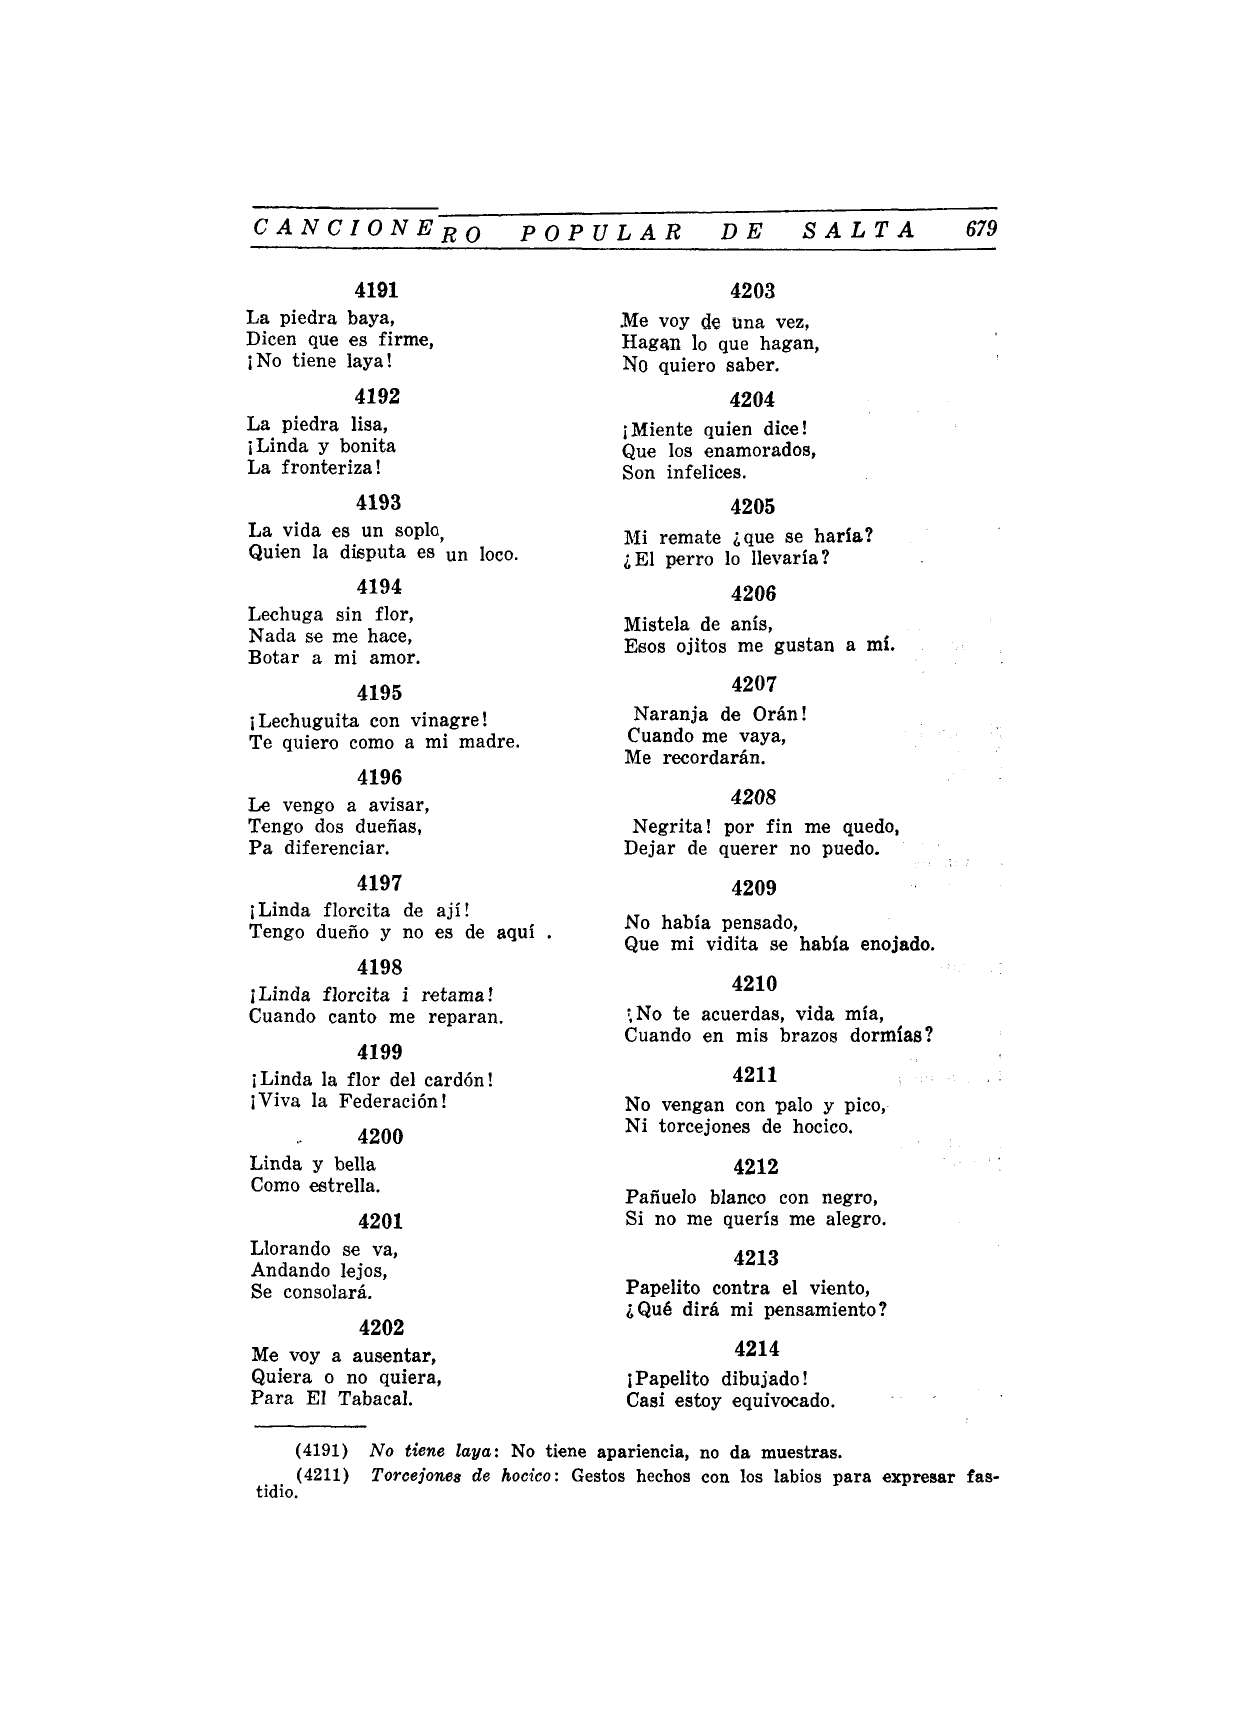 CANCIONERO POPULAR DE SALTA 679
4191
La piedra baya,
Dicen que es firme,
¡No tiene laya!
4192
La piedra lisa,
¡Linda y bonita
La fronteriza!
4193
La vida es un soplo,
Quien la disputa es un loco.
4194
Lechuga sin flor,
Nada se me hace,
Botar a mi amor.
4195
¡Lechuguita con vinagre!
Te quiero como a mi madre.
4196
Le vengo a avisar,
Tengo dos dueñas,
Pa diferenciar.
4197
¡Linda florcita de ají!
Tengo dueño y no es de aquí .
4198
¡Linda florcita i retama!
Cuando canto me reparan.
4199
¡Linda la flor del cardón!
¡Viva la Federación!
4200
Linda y bella
Como estrella.
4201
Llorando se va,
Andando lejos,
Se consolará.
4202
Me voy a ausentar,
Quiera o no quiera,
Para El Tabacal.
4203
Me voy de una vez,
Hagan lo que hagan,
No quiero saber.
4204
¡Miente quien dice!
Que los enamorados,
Son infelices.
4205
Mi remate ¿que se haría?
¿El perro lo llevaría?
4206
Mistela de anís,
Esos ojitos me gustan a mí.
4207
Naranja de Orán!
Cuando me vaya,
Me recordarán.
4208
Negrita! por fin me quedo,
Dejar de querer no puedo.
4209
No había pensado,
Que mi vidita se había enojado.
4210
¿No te acuerdas, vida mía,
Cuando en mis brazos dormías?
4211
No vengan con palo y pico,
Ni torcejones de hocico.
4212
Pañuelo blanco con negro,
Si no me querís me alegro.
4213
Papelito contra el viento,
¿Qué dirá mi pensamiento?
4214
¡Papelito dibujado!
Casi estoy equivocado.
(4191) No tiene laya: No tiene apariencia, no da muestras.
(4211) Torcejones de hocico: Gestos hechos con los labios para expresar fas-
tidio.